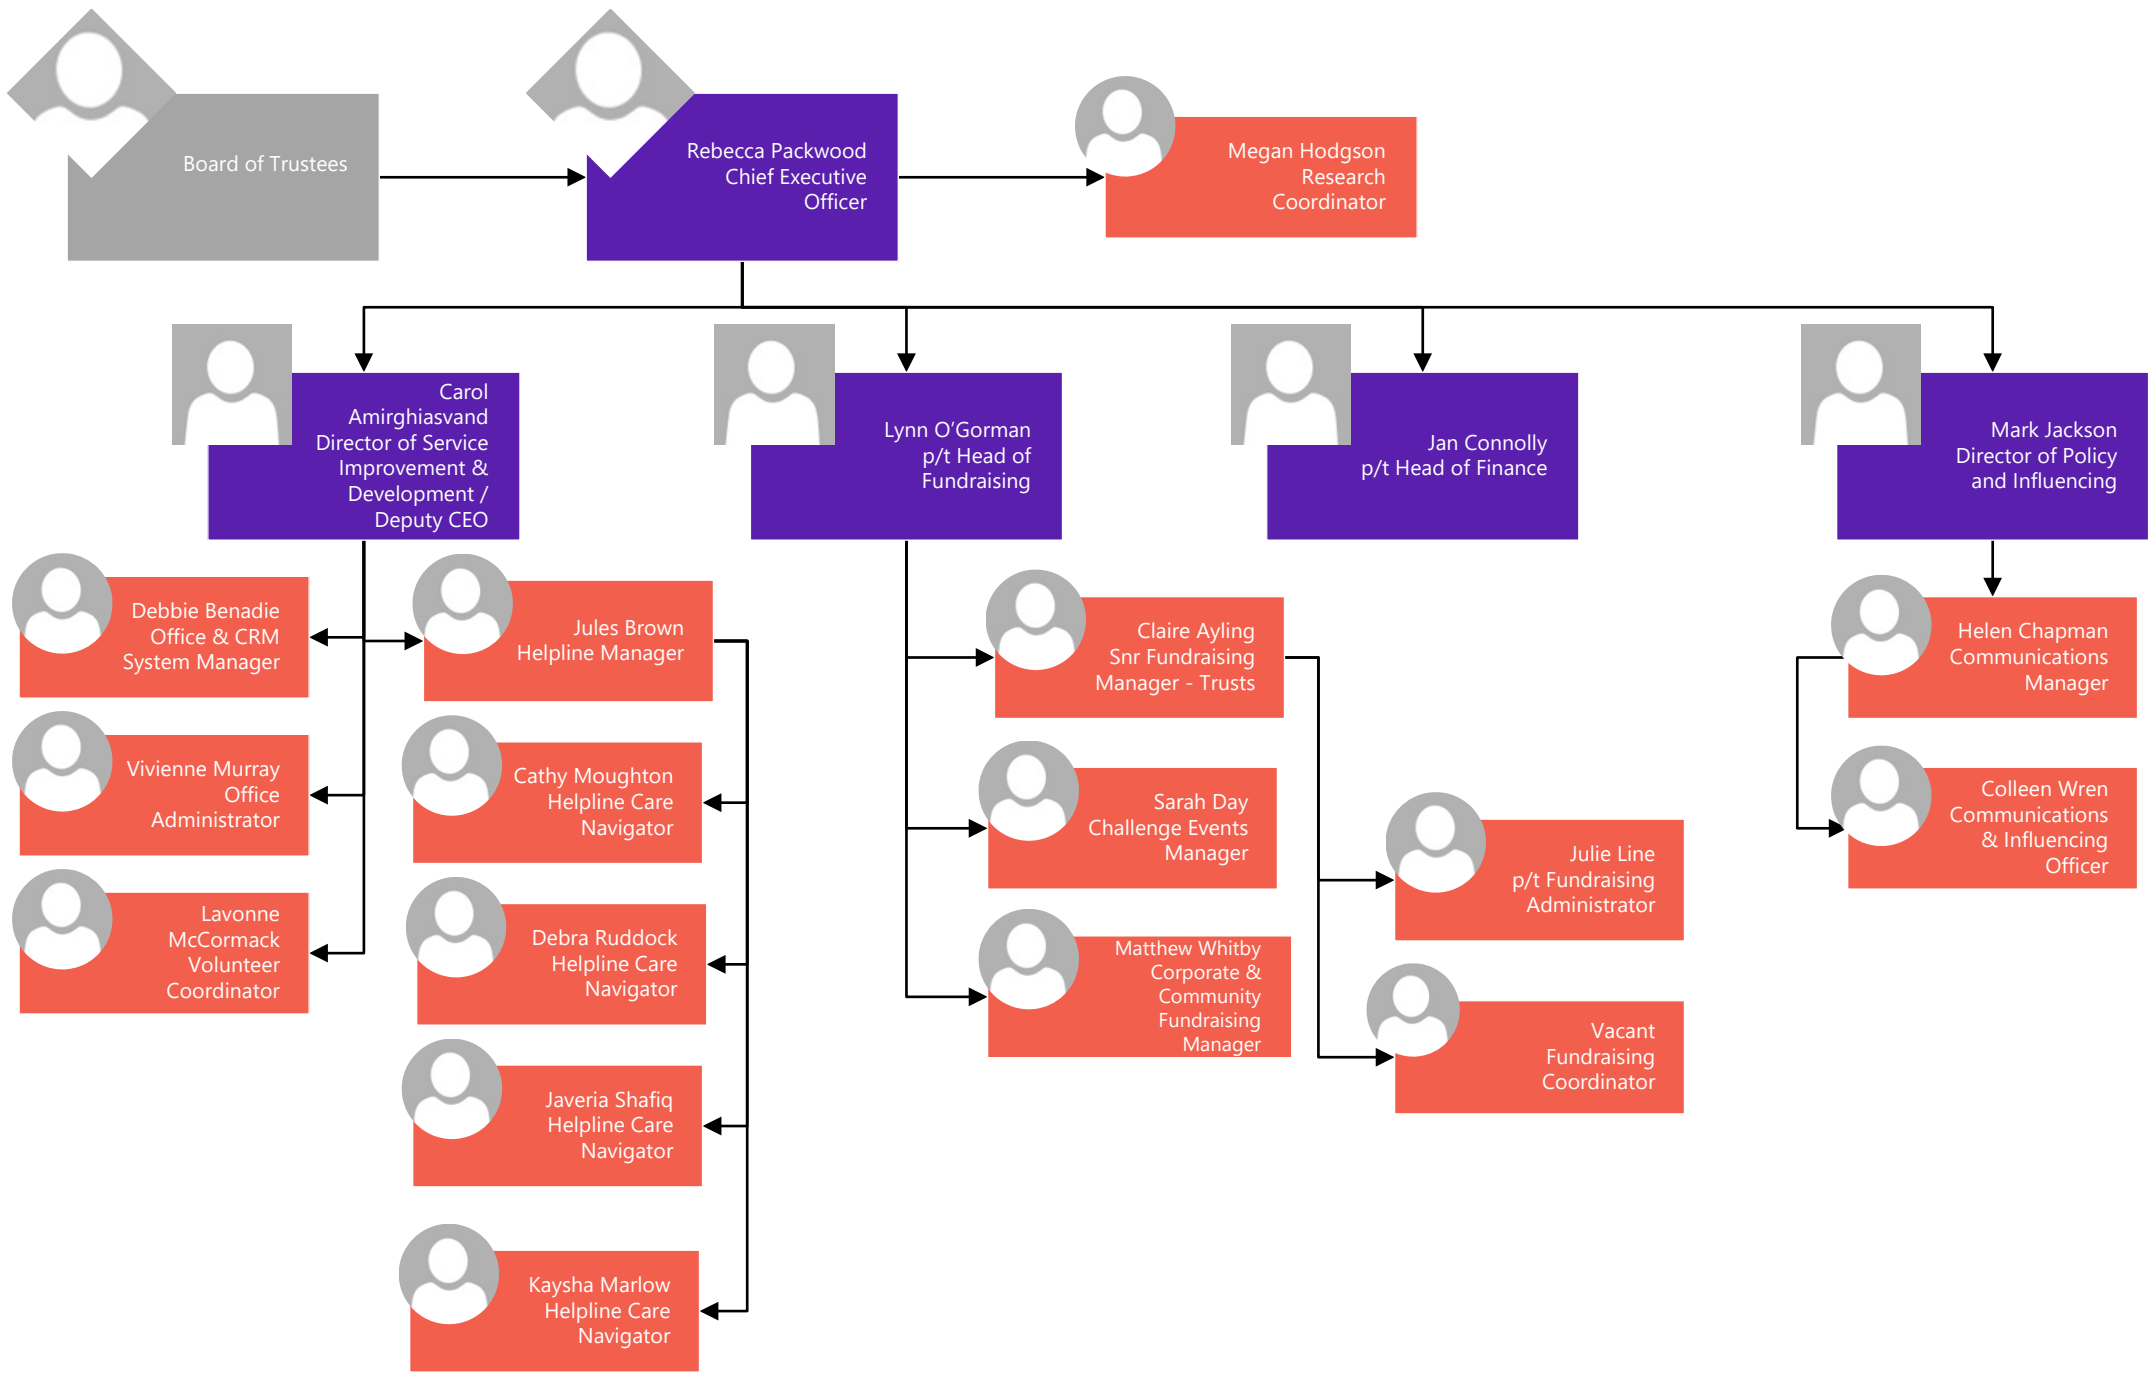 Board of Trustees
Rebecca Packwood
Chief Executive
Officer
Megan Hodgson
Research
Coordinator
Carol
Amirghiasvand
Director of Service
Improvement &
Development /
Deputy CEO
Lynn O’Gorman
p/t Head of
Fundraising
Jan Connolly
p/t Head of Finance
Mark Jackson
Director of Policy
and Influencing
Debbie Benadie
Office & CRM
System Manager
Vivienne Murray
Office
Administrator
Lavonne
McCormack
Volunteer
Coordinator
Jules Brown
Helpline Manager
Cathy Moughton
Helpline Care
Navigator
Debra Ruddock
Helpline Care
Navigator
Javeria Shafiq
Helpline Care
Navigator
Kaysha Marlow
Helpline Care
Navigator
Claire Ayling
Snr Fundraising
Manager - Trusts
Sarah Day
Challenge Events
Manager
Matthew Whitby
Corporate &
Community
Fundraising
Manager
Julie Line
p/t Fundraising
Administrator
Vacant
Fundraising
Coordinator
Helen Chapman
Communications
Manager
Colleen Wren
Communications
& Influencing
Officer